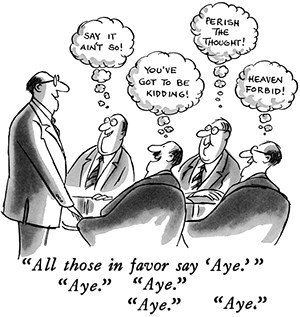 SAY IT
AIN'T SO!
YOU'VE
GOT TO BE
KIDDING!
PERISH
THE
THOUGHT!
HEAVEN
FORBID!
"All those in favor say 'Aye.'"
"Aye." "Aye."
"Aye." "Aye."